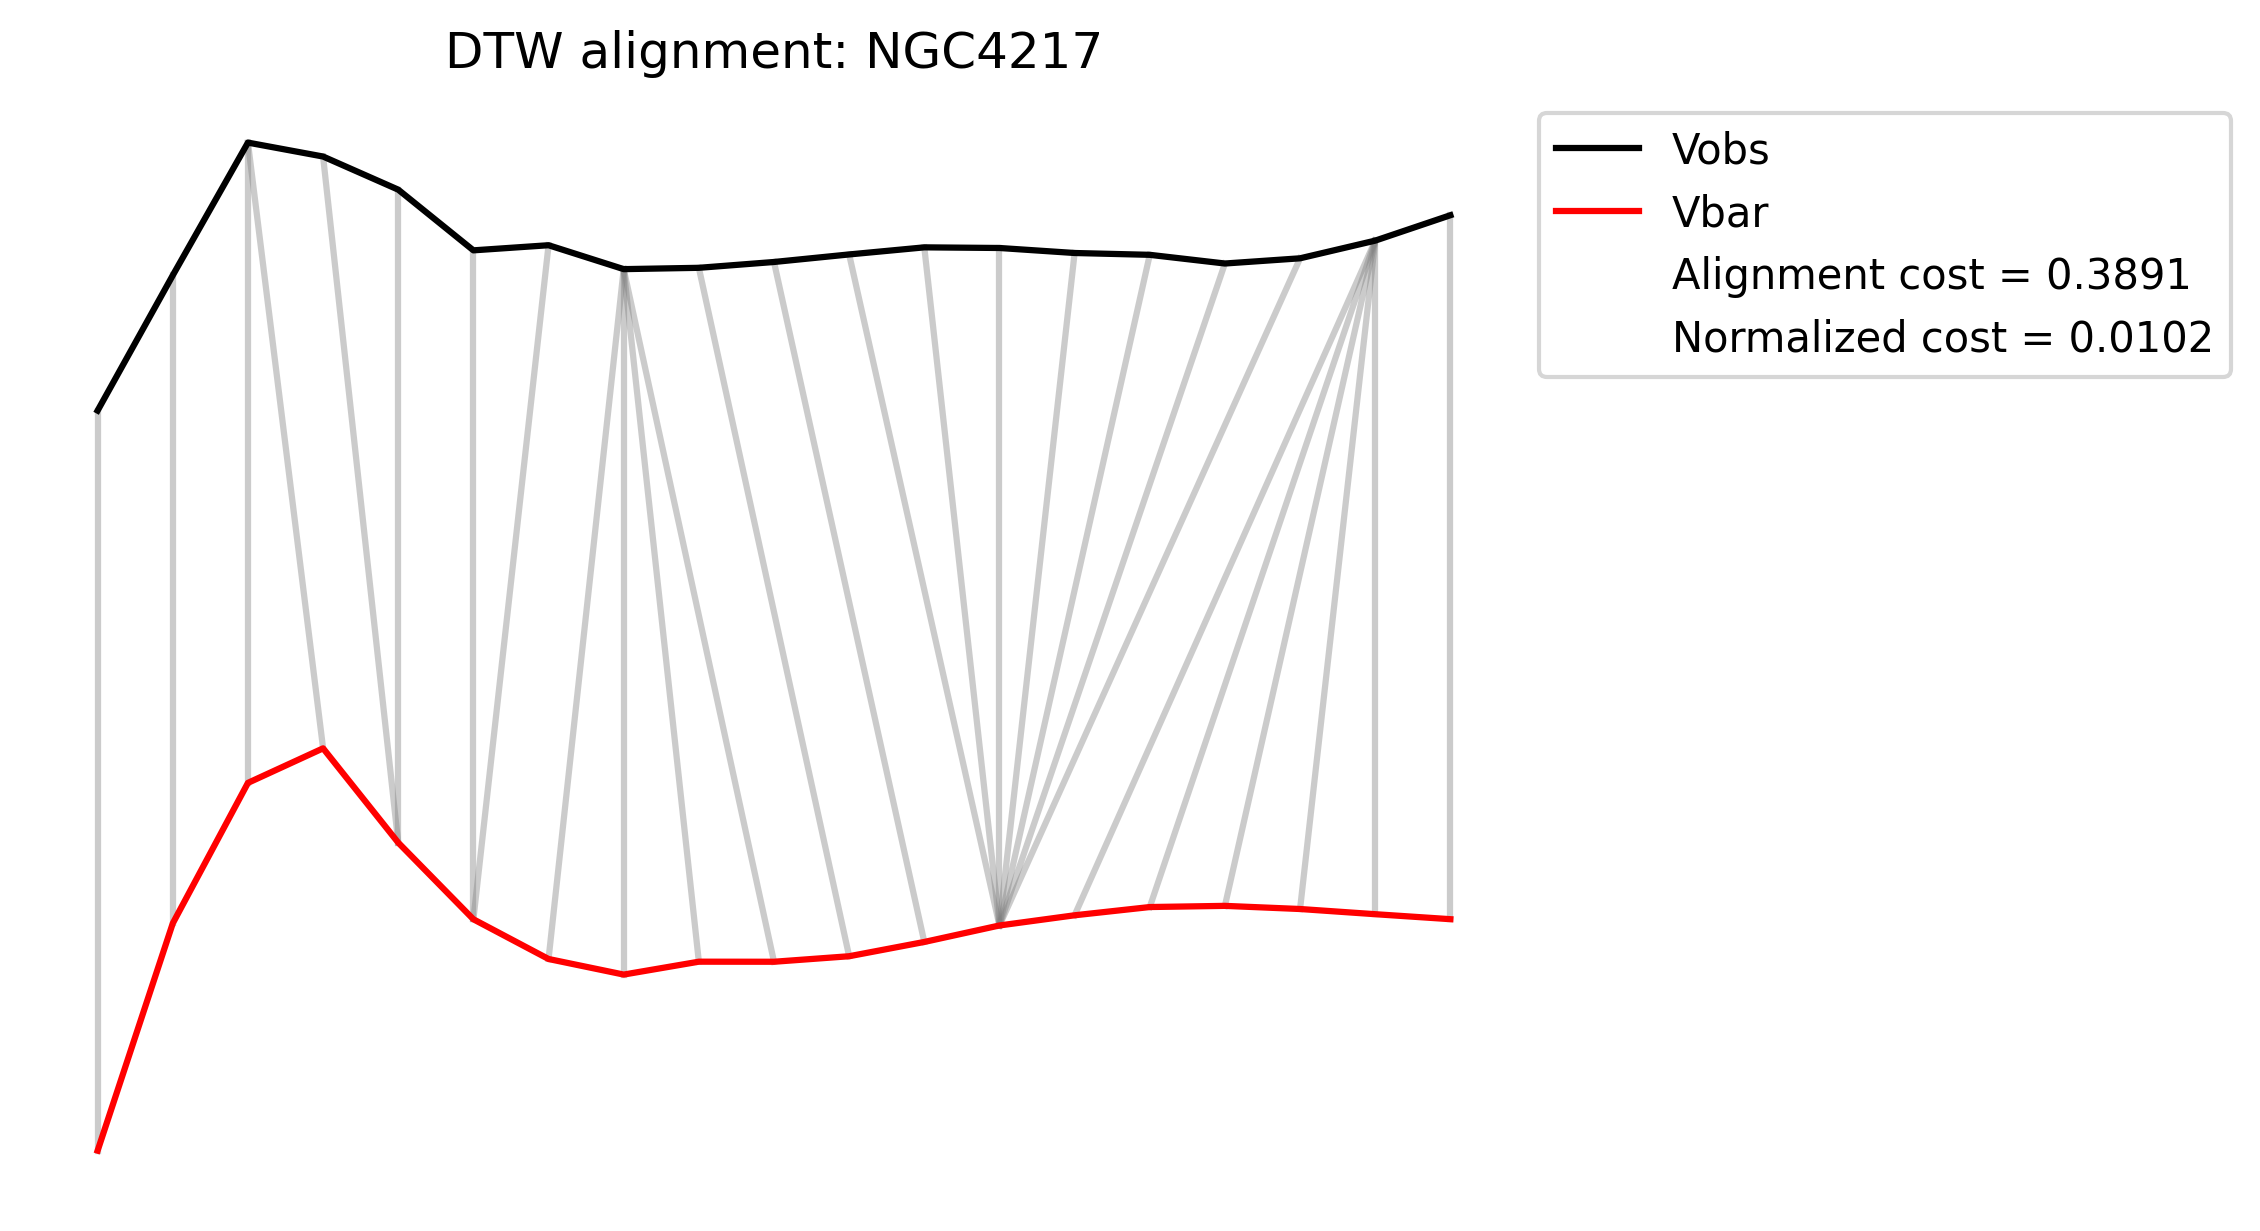 DTW alignment: NGC4217
Vobs
Vbar
Alignment cost = 0.3891
Normalized cost = 0.0102